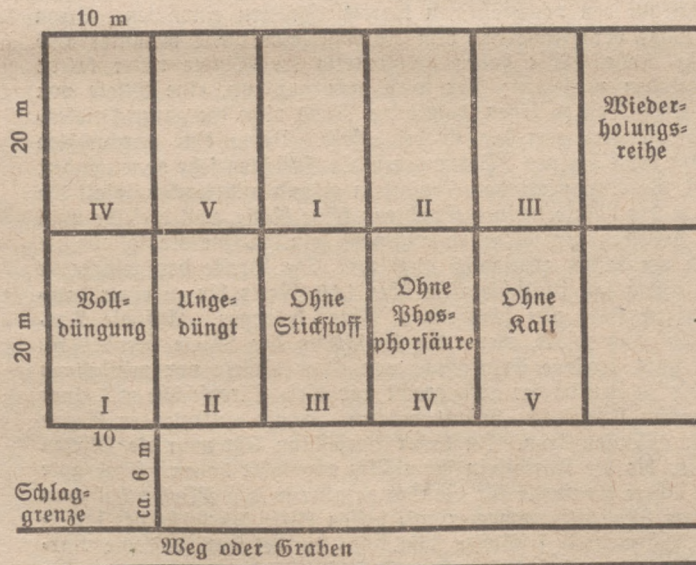 10 m
20 m
Wieder-
holungs-
reihe
IV V I II III
20 m
Voll-
düngung
I
Unge-
düngt
II
Ohne
Stickstoff
III
Ohne
Phos-
phorsäure
IV
Ohne
Kali
V
10
ca. 6 m
Schlag-
grenze
Weg oder Graben